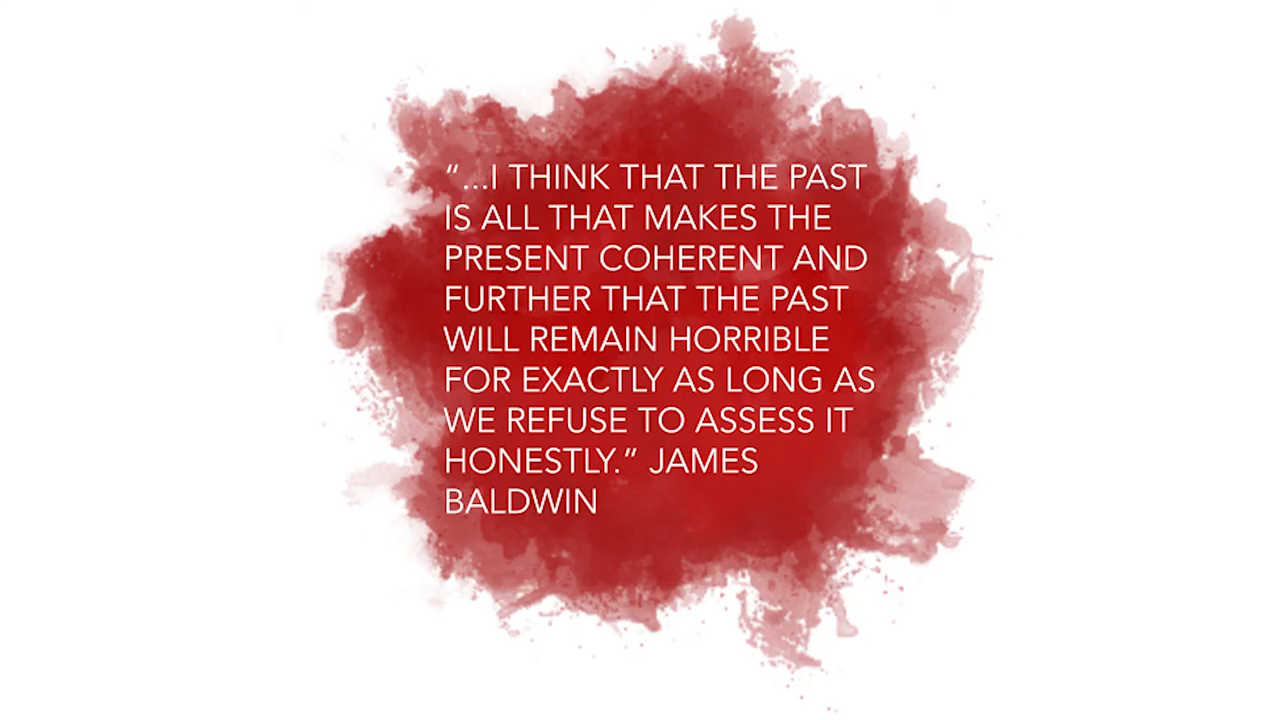 “...I THINK THAT THE PAST
IS ALL THAT MAKES THE
PRESENT COHERENT AND
FURTHER THAT THE PAST
WILL REMAIN HORRIBLE
FOR EXACTLY AS LONG AS
WE REFUSE TO ASSESS IT
HONESTLY.” JAMES
BALDWIN